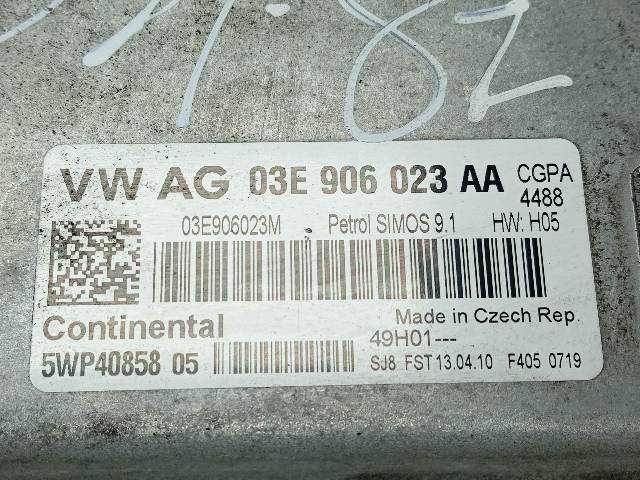 VW AG 03E 906 023 AA CGPA
4488
03E906023M Petrol SIMOS 9.1 HW: H05
Continental Made in Czech Rep.
49H01---
5WP40858 05 SJ8 FST 13.04.10 F405 0719